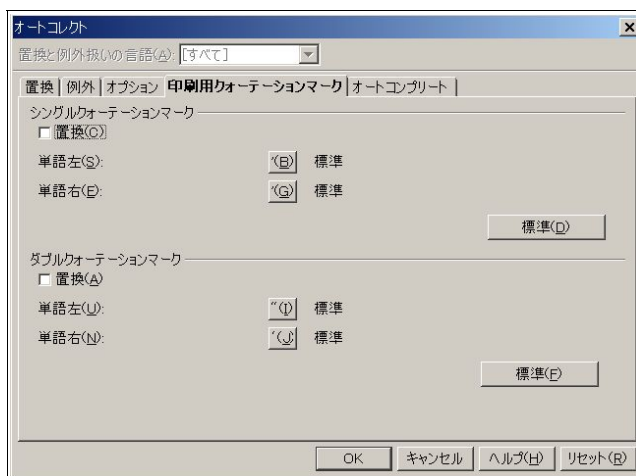 オートコレクト
置換と例外扱いの言語(A): [すべて]
置換 例外 オプション 印刷用クォーテーションマーク オートコンプリート
シングルクォーテーションマーク
置換(C)
単語左(S): ‘(B) 標準
単語右(E): ’(G) 標準
標準(D)
ダブルクォーテーションマーク
置換(A)
単語左(U): “(I) 標準
単語右(N): ‘(J) 標準
標準(F)
OK キャンセル ヘルプ(H) リセット(R)